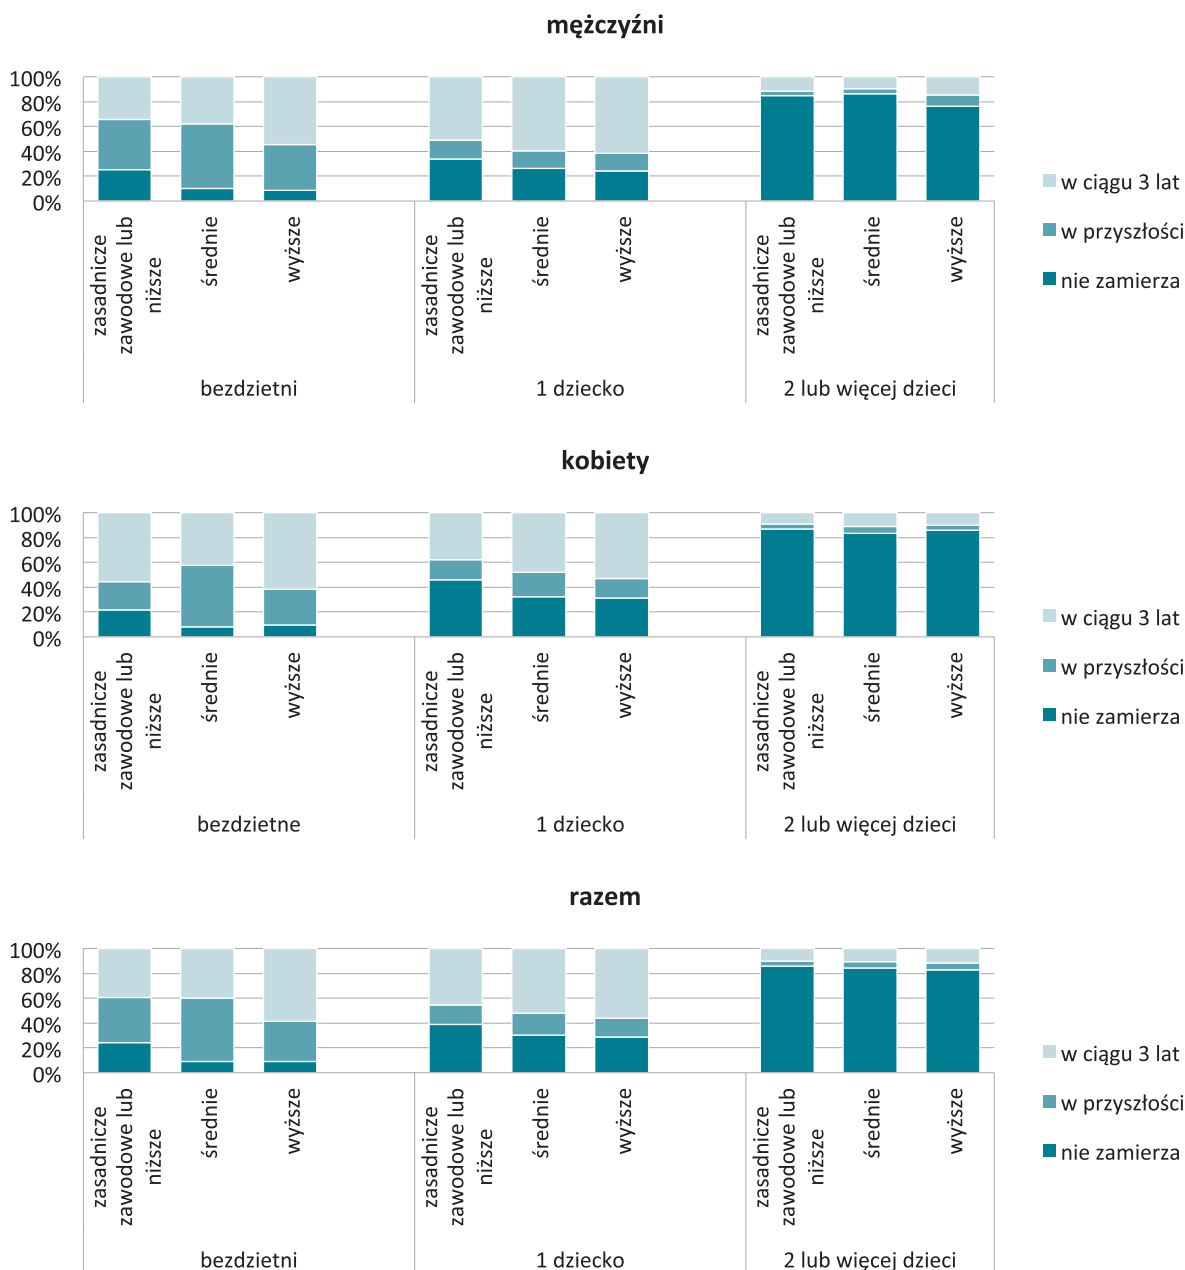 mężczyźni
100%
80%
60%
40%
20%
0%
zasadnicze
zawodowe lub
niższe
średnie
wyższe
zasadnicze
zawodowe lub
niższe
średnie
wyższe
zasadnicze
zawodowe lub
niższe
średnie
wyższe
bezdzietni
1 dziecko
2 lub więcej dzieci
w ciągu 3 lat
w przyszłości
nie zamierza
kobiety
100%
80%
60%
40%
20%
0%
zasadnicze
zawodowe lub
niższe
średnie
wyższe
zasadnicze
zawodowe lub
niższe
średnie
wyższe
zasadnicze
zawodowe lub
niższe
średnie
wyższe
bezdzietne
1 dziecko
2 lub więcej dzieci
w ciągu 3 lat
w przyszłości
nie zamierza
razem
100%
80%
60%
40%
20%
0%
zasadnicze
zawodowe lub
niższe
średnie
wyższe
zasadnicze
zawodowe lub
niższe
średnie
wyższe
zasadnicze
zawodowe lub
niższe
średnie
wyższe
bezdzietni
1 dziecko
2 lub więcej dzieci
w ciągu 3 lat
w przyszłości
nie zamierza